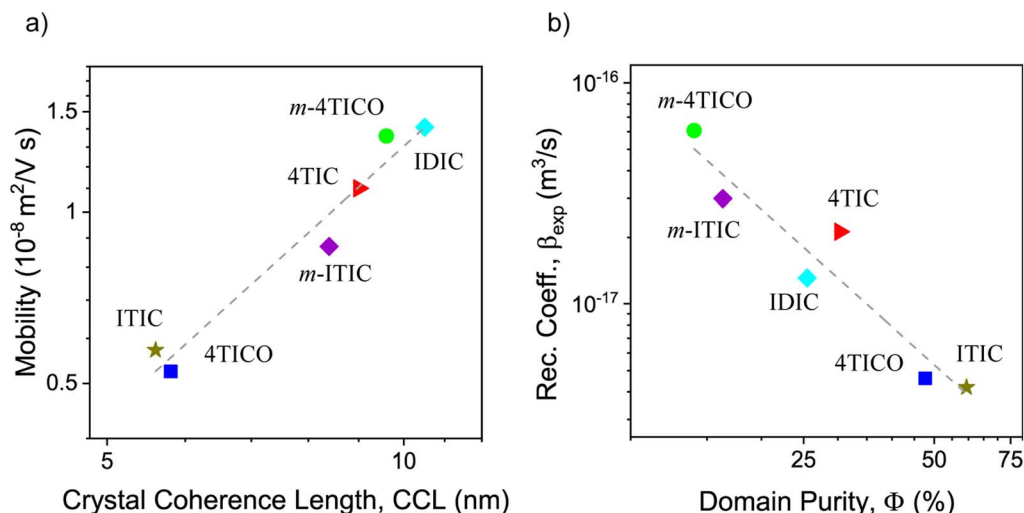 a)
Mobility (10⁻⁸ m²/V s)
1.5
1
0.5
m-4TICO
IDIC
4TIC
m-ITIC
ITIC
4TICO
5
10
Crystal Coherence Length, CCL (nm)
b)
Rec. Coeff., βexp (m³/s)
10⁻¹⁶
10⁻¹⁷
m-4TICO
m-ITIC
4TIC
IDIC
4TICO
ITIC
25
50
75
Domain Purity, Φ (%)